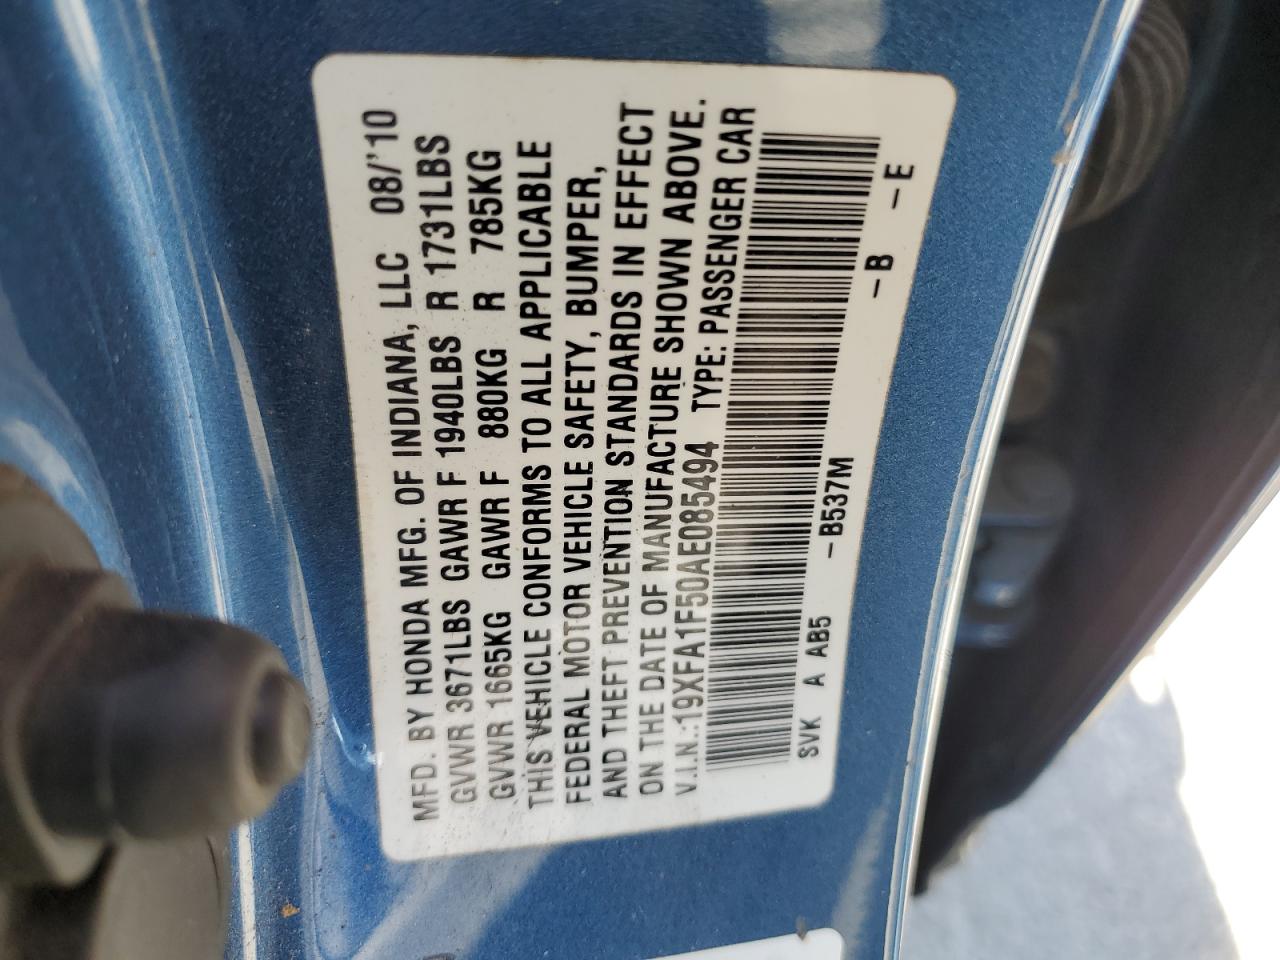 MFD. BY HONDA MFG. OF INDIANA, LLC 08/'10
GVWR 3671LBS GAWR F 1940LBS R 1731LBS
GVWR 1665KG GAWR F 880KG R 785KG
THIS VEHICLE CONFORMS TO ALL APPLICABLE
FEDERAL MOTOR VEHICLE SAFETY, BUMPER,
AND THEFT PREVENTION STANDARDS IN EFFECT
ON THE DATE OF MANUFACTURE SHOWN ABOVE.
V.I.N.:19XFA1F50AE085494 TYPE: PASSENGER CAR
SVK A AB5 -B537M -B -E